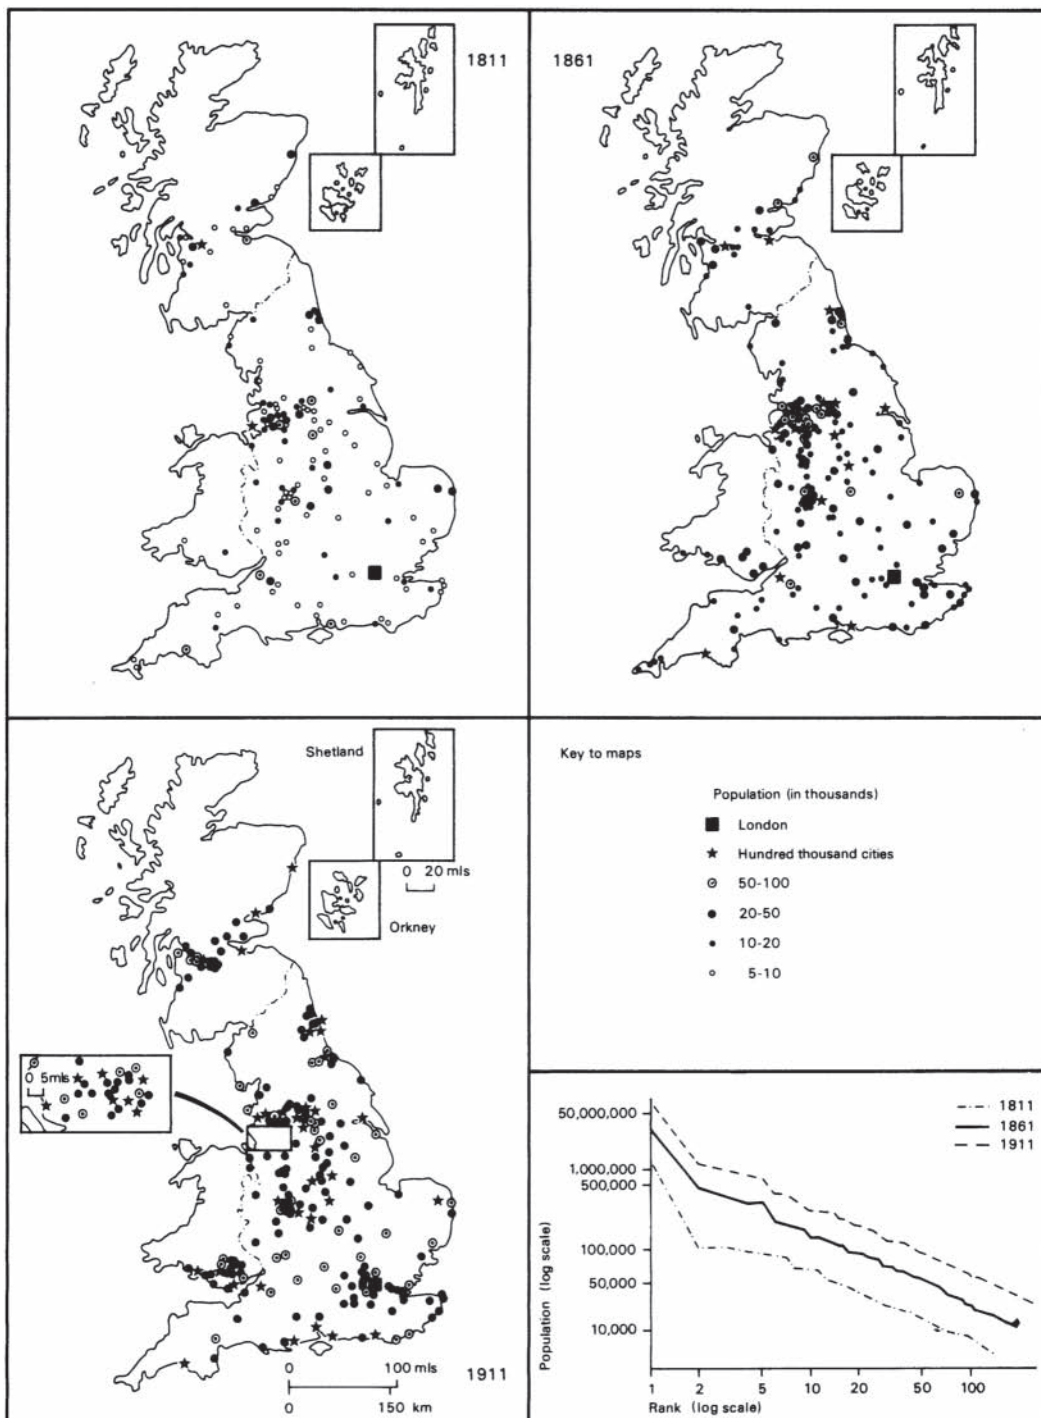 1811
1861
Shetland
0 20 mls
Orkney
0 5mls
1911
0 100 mls
0 150 km
Key to maps
Population (in thousands)
London
Hundred thousand cities
50-100
20-50
10-20
5-10
1811
1861
1911
Population (log scale)
50,000,000
1,000,000
500,000
100,000
50,000
10,000
1 2 5 10 20 50 100
Rank (log scale)